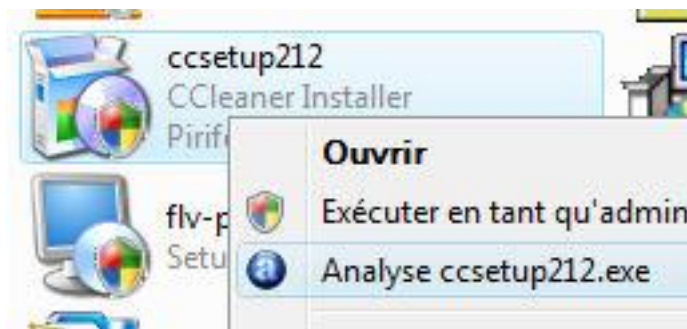 ccsetup212
CCleaner Installer
Ouvrir
Exécuter en tant qu'admin
Analyse ccsetup212.exe